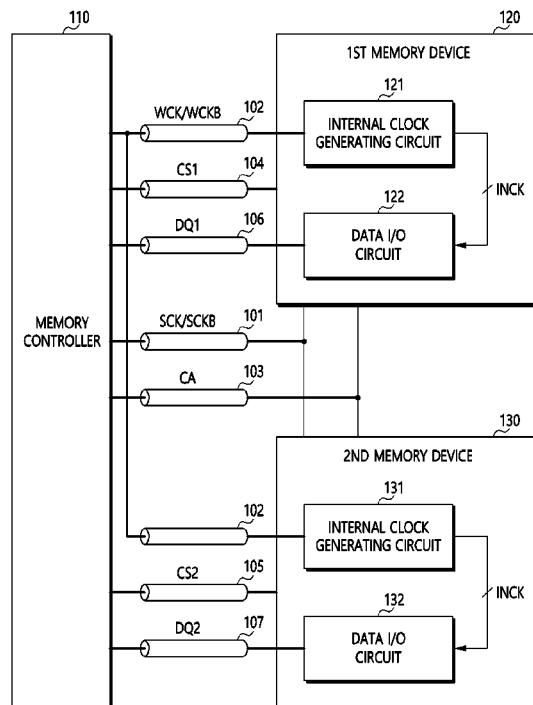 110
120
1ST MEMORY DEVICE
WCK/WCKB
102
121
INTERNAL CLOCK
GENERATING CIRCUIT
CS1
104
INCK
DQ1
106
122
DATA I/O
CIRCUIT
MEMORY
CONTROLLER
SCK/SCKB
101
CA
103
130
2ND MEMORY DEVICE
102
131
INTERNAL CLOCK
GENERATING CIRCUIT
CS2
105
INCK
DQ2
107
132
DATA I/O
CIRCUIT